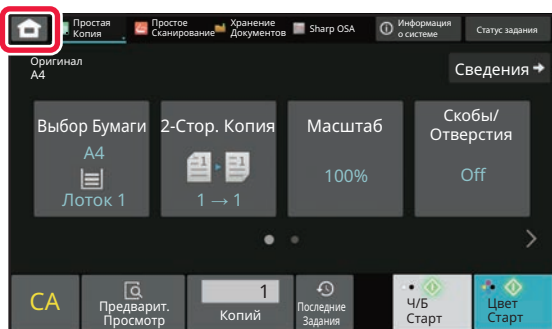 Простая
Копия
Простое
Сканирование
Хранение
Документов
Sharp OSA
Информация
о системе
Статус задания
Оригинал
A4
Сведения
Выбор Бумаги
A4
Лоток 1
2-Стор. Копия
1 → 1
Масштаб
100%
Скобы/
Отверстия
Off
CA
Предварит.
Просмотр
1
Копий
Последние
Задания
Ч/Б
Старт
Цвет
Старт